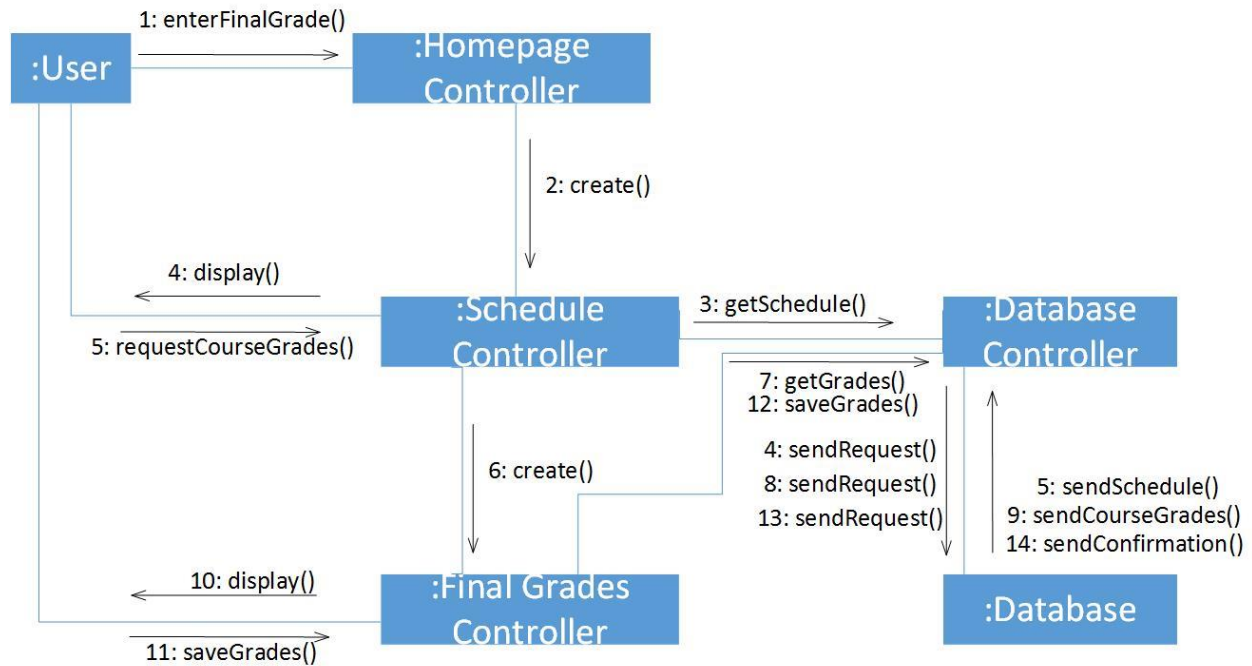 1: enterFinalGrade()
:User
:Homepage
Controller
2: create()
4: display()
:Schedule
Controller
5: requestCourseGrades()
3: getSchedule()
:Database
Controller
7: getGrades()
12: saveGrades()
4: sendRequest()
8: sendRequest()
13: sendRequest()
5: sendSchedule()
9: sendCourseGrades()
14: sendConfirmation()
6: create()
10: display()
:Final Grades
Controller
11: saveGrades()
:Database